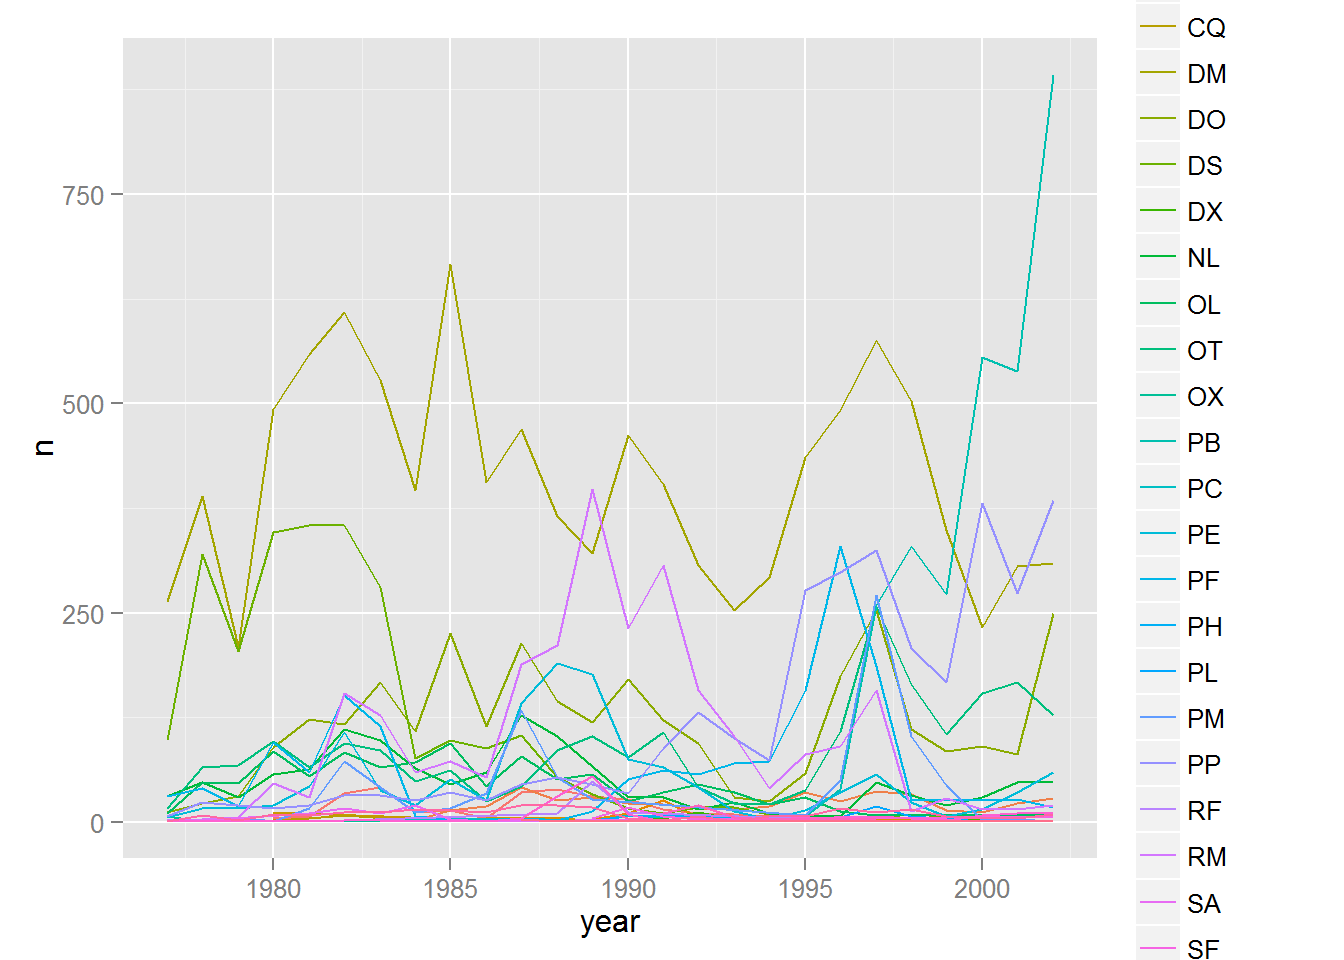 750
500
250
0
n
1980
1985
1990
1995
2000
year
CQ
DM
DO
DS
DX
NL
OL
OT
OX
PB
PC
PE
PF
PH
PL
PM
PP
RF
RM
SA
SF